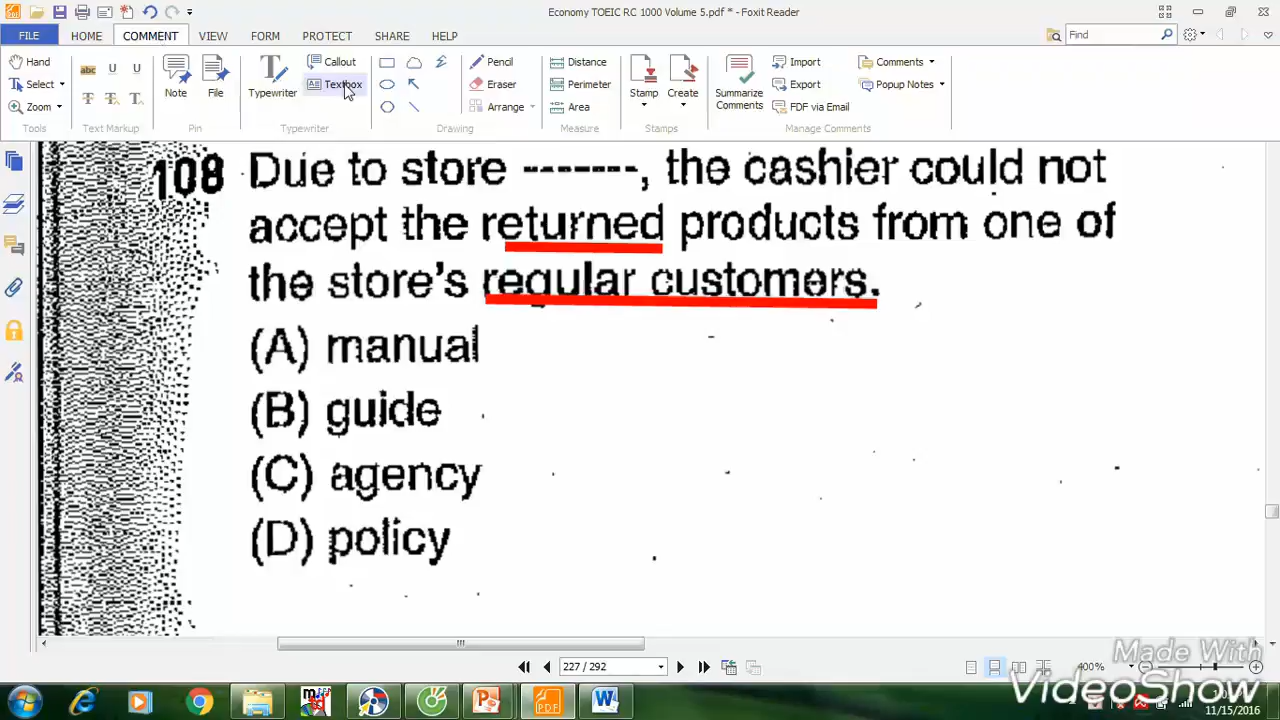 Economy TOEIC RC 1000 Volume 5.pdf * - Foxit Reader
FILE HOME COMMENT VIEW FORM PROTECT SHARE HELP Find
Hand Select Zoom Tools
abc U U T T T Text Markup
Note File Pin
Typewriter Callout Textbox Typewriter
Drawing
Pencil Eraser Arrange
Distance Perimeter Area Measure
Stamp Create Stamps
Summarize Comments Import Export FDF via Email Comments Popup Notes Manage Comments
108 Due to store -------, the cashier could not
accept the returned products from one of
the store's regular customers.
(A) manual
(B) guide
(C) agency
(D) policy
227 / 292 400%
Made With
VideoShow
11/15/2016